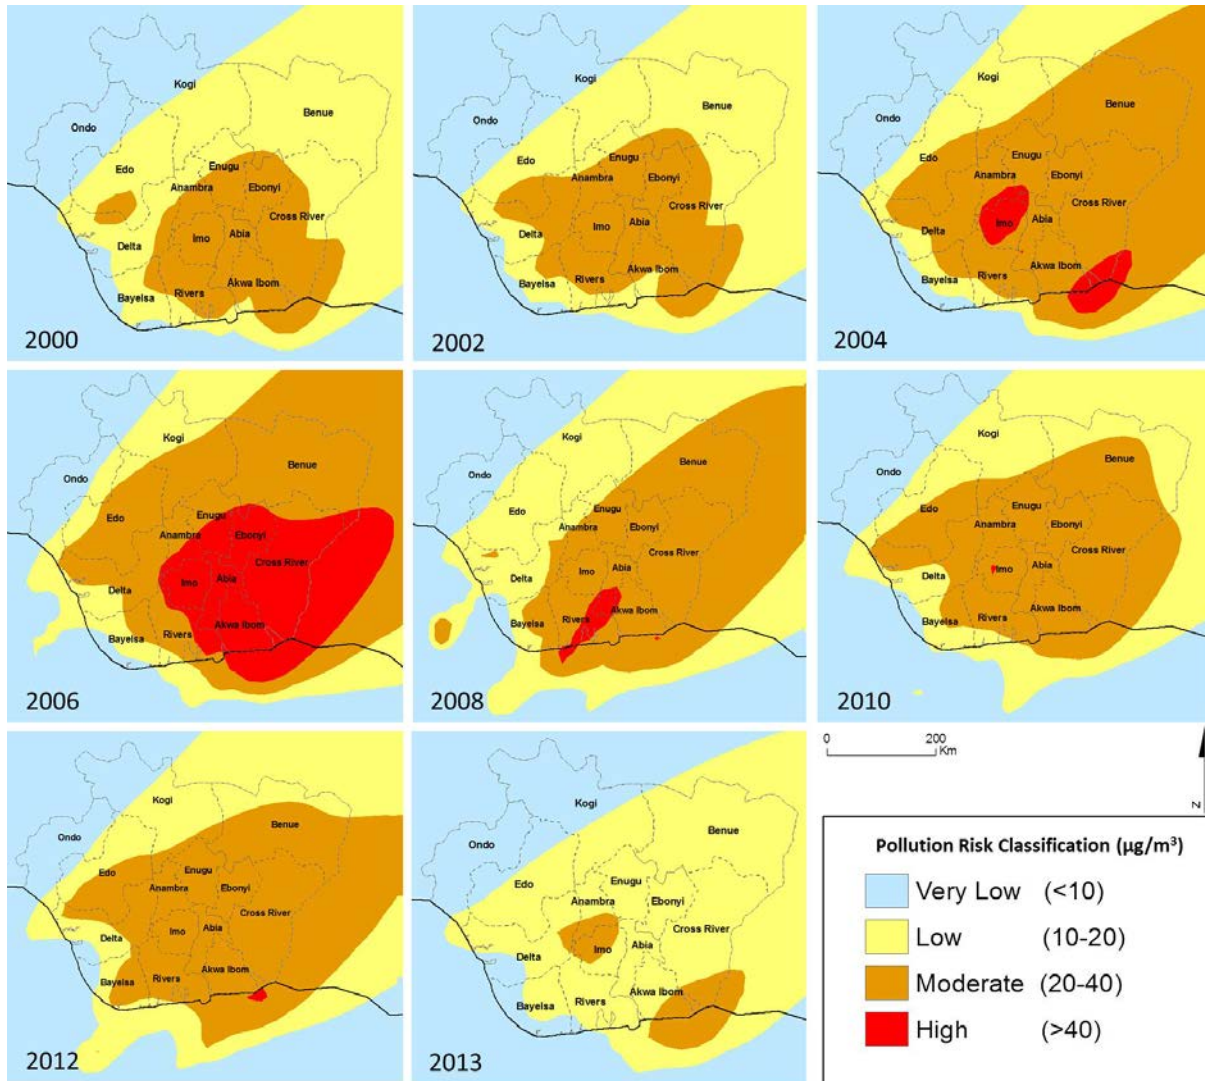 Kogi
Benue
Ondo
Edo
Enugu
Anambra
Ebonyi
Cross River
Delta
Imo
Abia
Akwa Ibom
Bayelsa
Rivers
2000
Kogi
Benue
Ondo
Edo
Enugu
Anambra
Ebonyi
Cross River
Delta
Imo
Abia
Akwa Ibom
Bayelsa
Rivers
2002
Kogi
Benue
Ondo
Edo
Enugu
Anambra
Ebonyi
Cross River
Delta
Imo
Abia
Akwa Ibom
Bayelsa
Rivers
2004
Kogi
Benue
Ondo
Edo
Enugu
Anambra
Ebonyi
Cross River
Delta
Imo
Abia
Akwa Ibom
Bayelsa
Rivers
2006
Kogi
Benue
Ondo
Edo
Enugu
Anambra
Ebonyi
Cross River
Delta
Imo
Abia
Akwa Ibom
Bayelsa
Rivers
2008
Kogi
Benue
Ondo
Edo
Enugu
Anambra
Ebonyi
Cross River
Delta
Imo
Abia
Akwa Ibom
Bayelsa
Rivers
2010
Kogi
Benue
Ondo
Edo
Enugu
Anambra
Ebonyi
Cross River
Delta
Imo
Abia
Akwa Ibom
Bayelsa
Rivers
2012
Kogi
Benue
Ondo
Edo
Enugu
Anambra
Ebonyi
Cross River
Delta
Imo
Abia
Akwa Ibom
Bayelsa
Rivers
2013
0 200
Km
N
Pollution Risk Classification (µg/m³)
Very Low (<10)
Low (10-20)
Moderate (20-40)
High (>40)